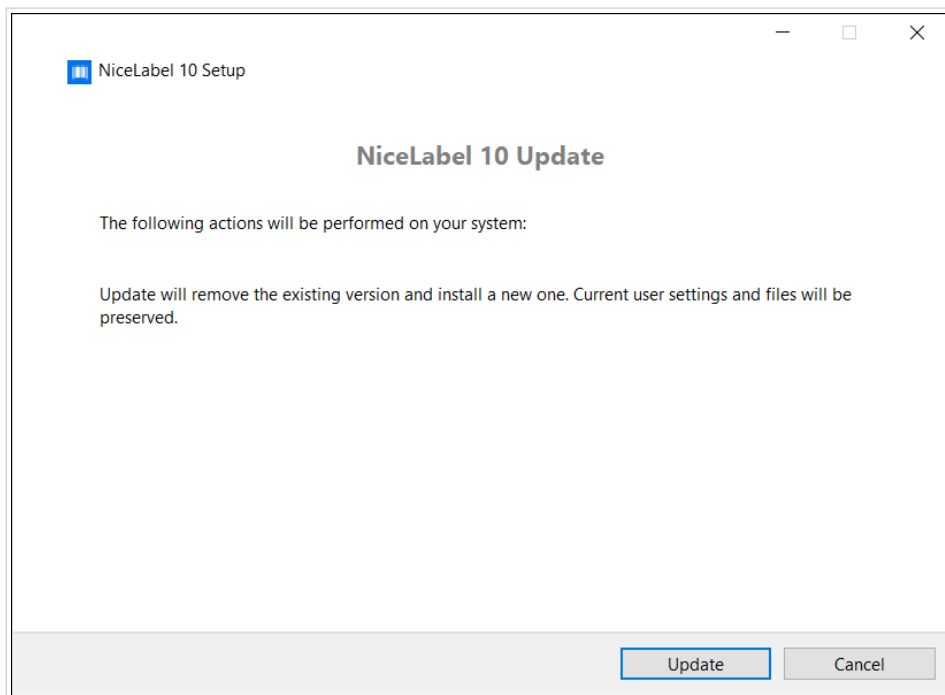 NiceLabel 10 Setup
NiceLabel 10 Update
The following actions will be performed on your system:
Update will remove the existing version and install a new one. Current user settings and files will be
preserved.
Update
Cancel